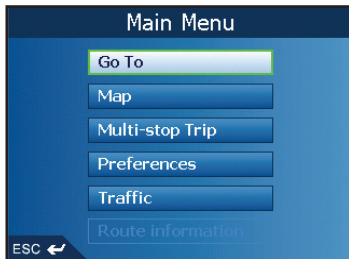 Main Menu
Go To
Map
Multi-stop Trip
Preferences
Traffic
Route information
ESC